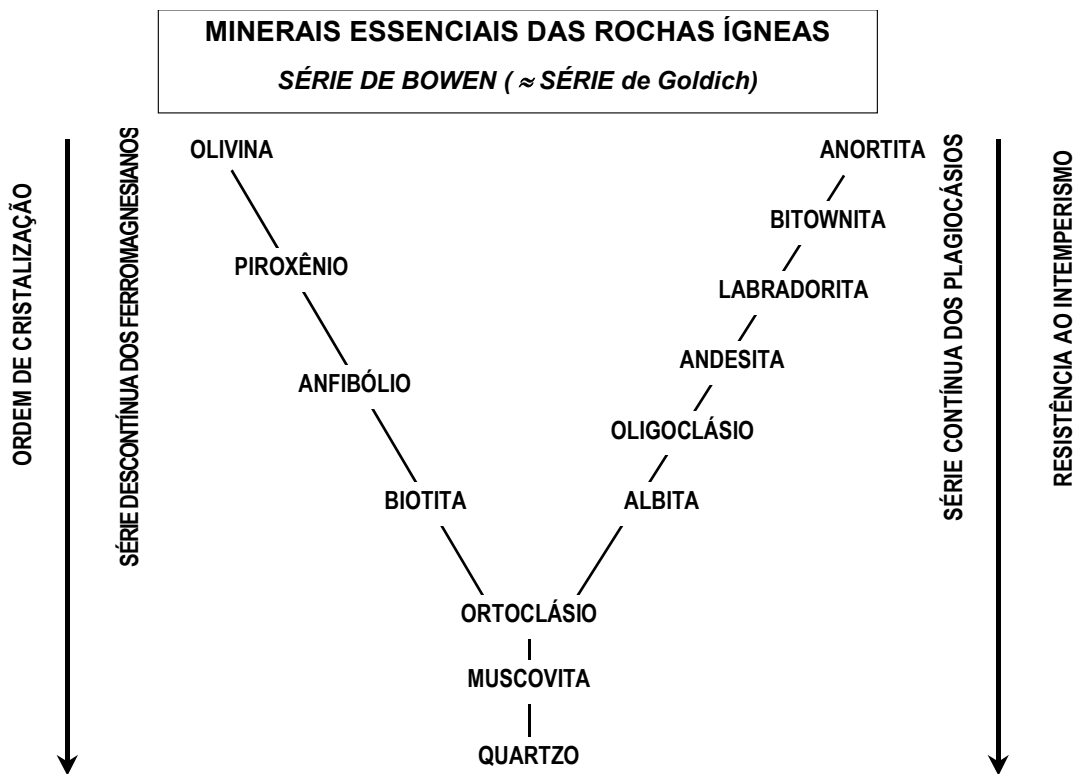 MINERAIS ESSENCIAIS DAS ROCHAS ÍGNEAS
SÉRIE DE BOWEN ( ≈ SÉRIE de Goldich)
ORDEM DE CRISTALIZAÇÃO
SÉRIE DESCONTÍNUA DOS FERROMAGNESIANOS
OLIVINA
PIROXÊNIO
ANFIBÓLIO
BIOTITA
ANORTITA
BITOWNITA
LABRADORITA
ANDESITA
OLIGOCLÁSIO
ALBITA
ORTOCLÁSIO
MUSCOVITA
QUARTZO
SÉRIE CONTÍNUA DOS PLAGIOCÁSIOS
RESISTÊNCIA AO INTEMPERISMO